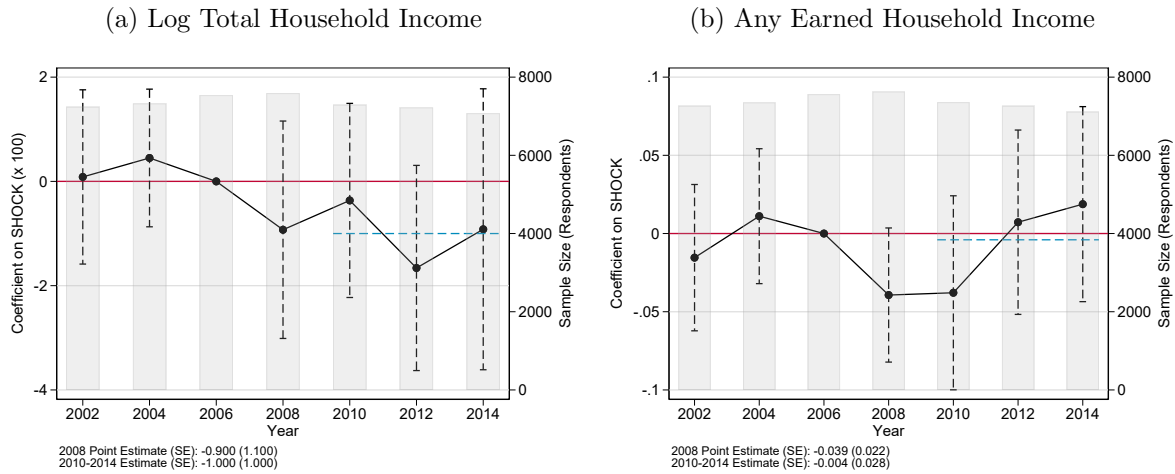 (a) Log Total Household Income
2
0
-2
-4
Coefficient on SHOCK (x 100)
8000
6000
4000
2000
0
Sample Size (Respondents)
2002 2004 2006 2008 2010 2012 2014
Year
2008 Point Estimate (SE): -0.900 (1.100)
2010-2014 Estimate (SE): -1.000 (1.000)
(b) Any Earned Household Income
.1
.05
0
-.05
-.1
Coefficient on SHOCK
8000
6000
4000
2000
0
Sample Size (Respondents)
2002 2004 2006 2008 2010 2012 2014
Year
2008 Point Estimate (SE): -0.039 (0.022)
2010-2014 Estimate (SE): -0.004 (0.028)